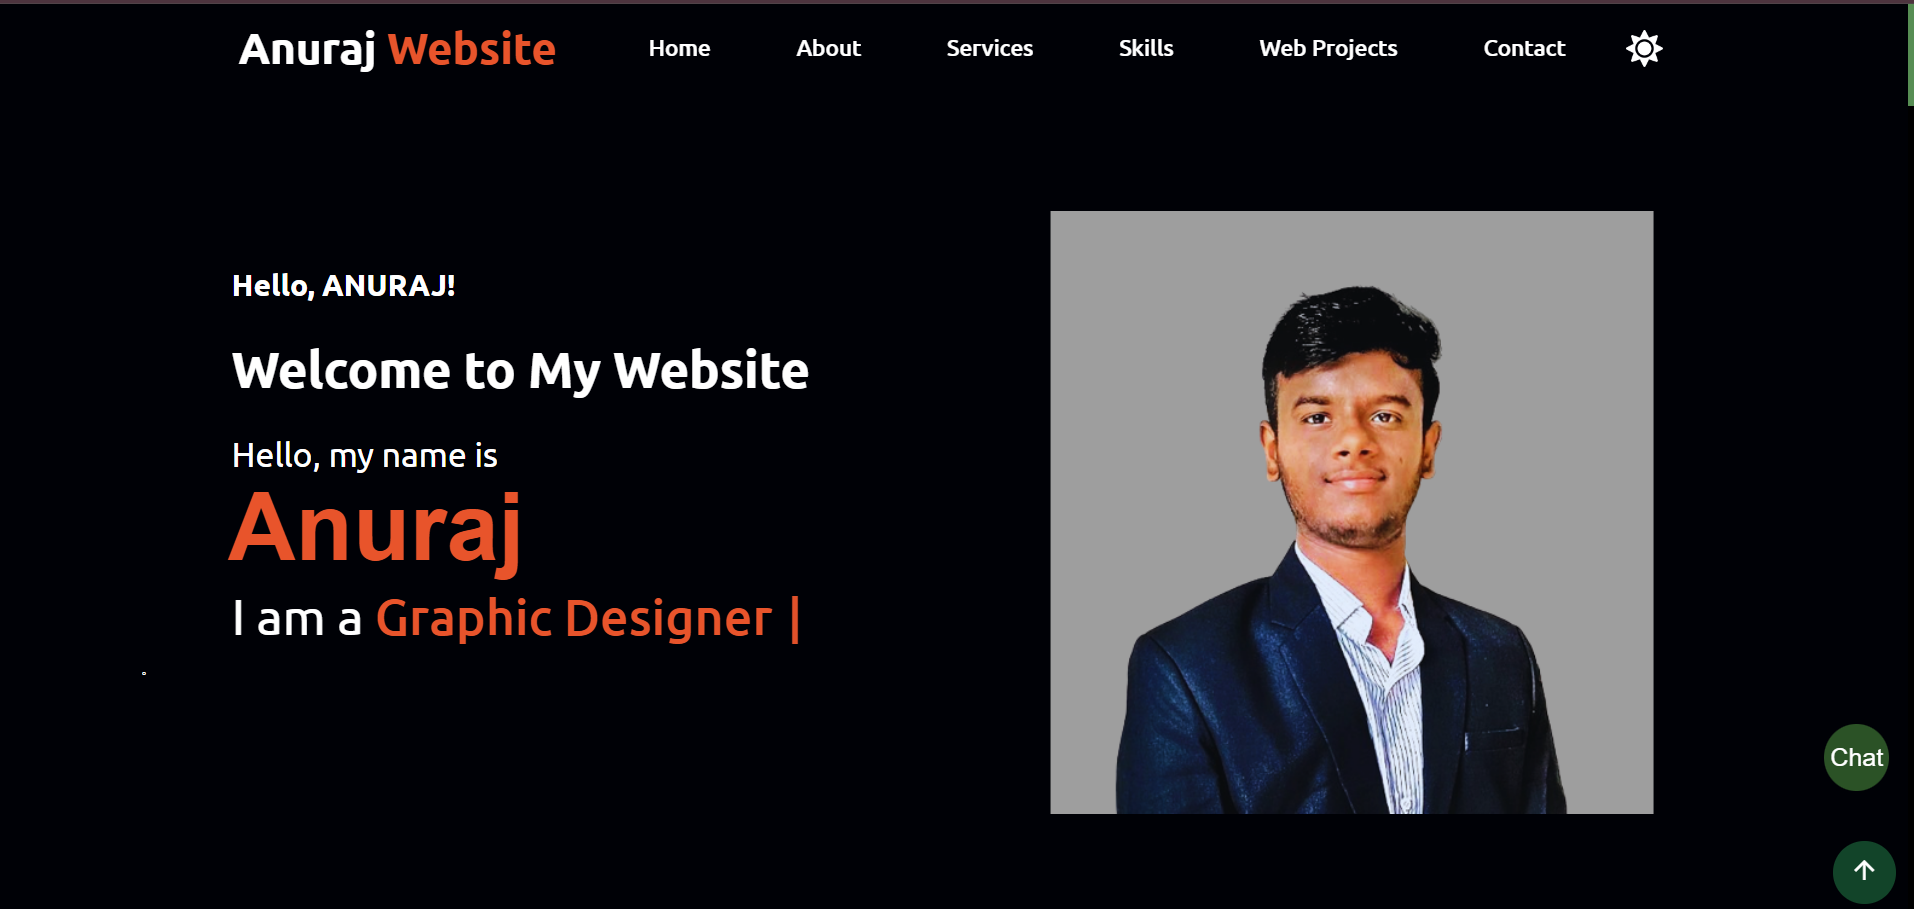 Anuraj Website Home About Services Skills Web Projects Contact
Hello, ANURAJ!
Welcome to My Website
Hello, my name is
Anuraj
I am a Graphic Designer |
Chat